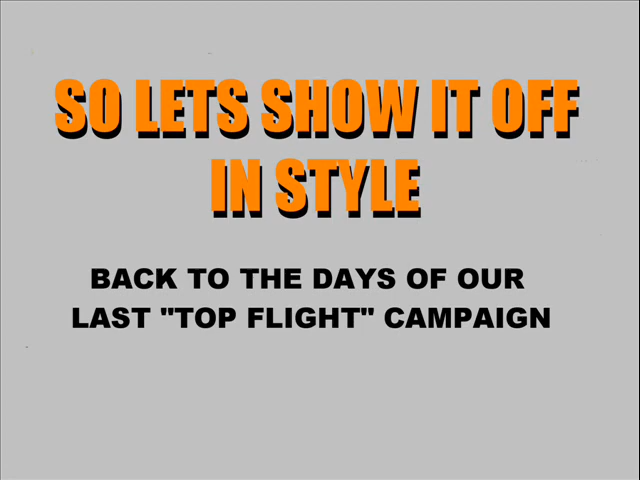 SO LETS SHOW IT OFF
IN STYLE
BACK TO THE DAYS OF OUR
LAST "TOP FLIGHT" CAMPAIGN